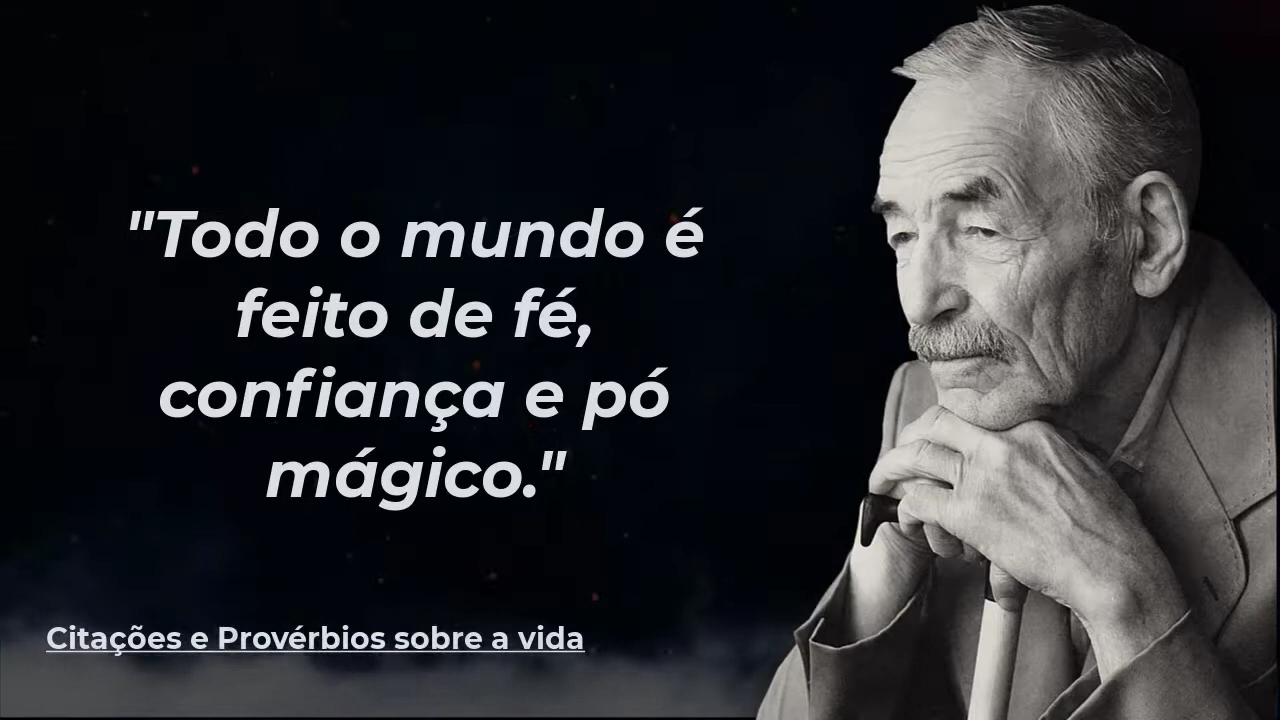 "Todo o mundo é
feito de fé,
confiança e pó
mágico."
Citações e Provérbios sobre a vida